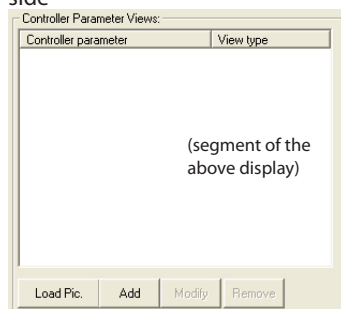 side
Controller Parameter Views:
Controller parameter View type
(segment of the
above display)
Load Pic. Add Modify Remove